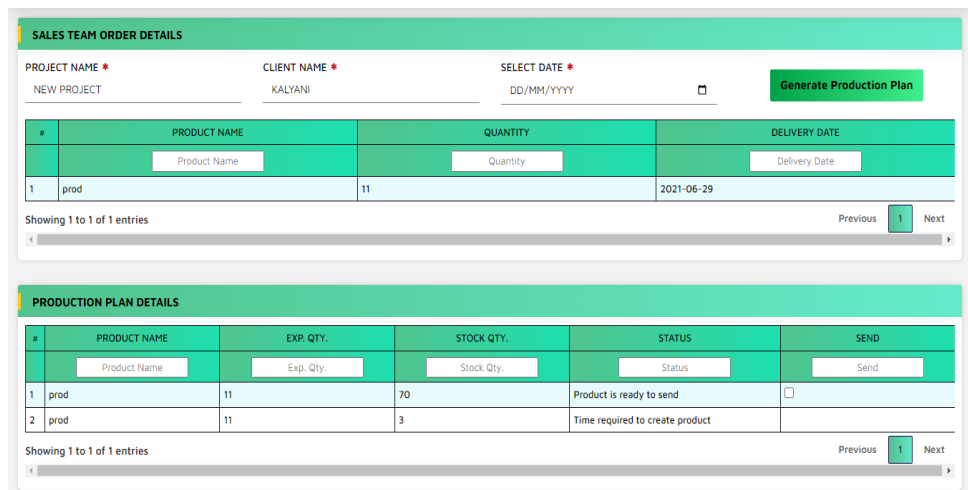 SALES TEAM ORDER DETAILS
PROJECT NAME * CLIENT NAME * SELECT DATE *
NEW PROJECT KALYANI DD/MM/YYYY Generate Production Plan
# PRODUCT NAME QUANTITY DELIVERY DATE
Product Name Quantity Delivery Date
1 prod 11 2021-06-29
Showing 1 to 1 of 1 entries Previous 1 Next
PRODUCTION PLAN DETAILS
# PRODUCT NAME EXP. QTY. STOCK QTY. STATUS SEND
Product Name Exp. Qty. Stock Qty. Status Send
1 prod 11 70 Product is ready to send
2 prod 11 3 Time required to create product
Showing 1 to 1 of 1 entries Previous 1 Next